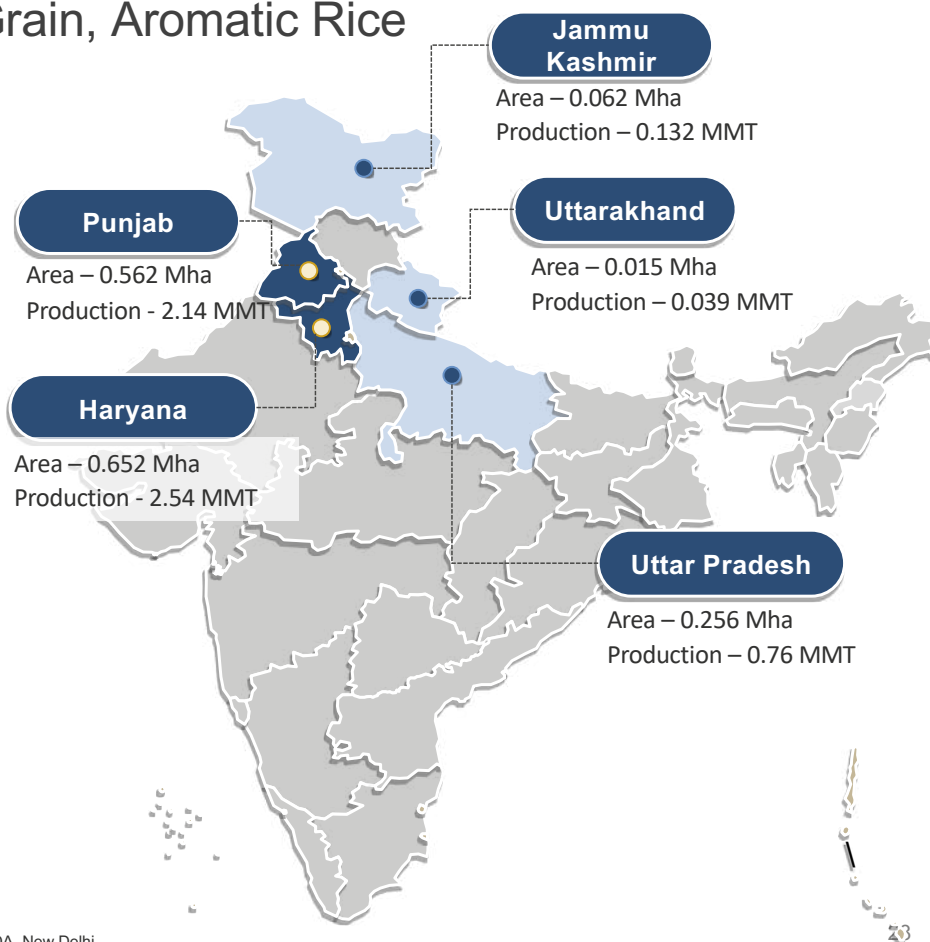 Grain, Aromatic Rice
Jammu
Kashmir
Area – 0.062 Mha
Production – 0.132 MMT
Punjab
Area – 0.562 Mha
Production - 2.14 MMT
Uttarakhand
Area – 0.015 Mha
Production – 0.039 MMT
Haryana
Area – 0.652 Mha
Production - 2.54 MMT
Uttar Pradesh
Area – 0.256 Mha
Production – 0.76 MMT
New Delhi